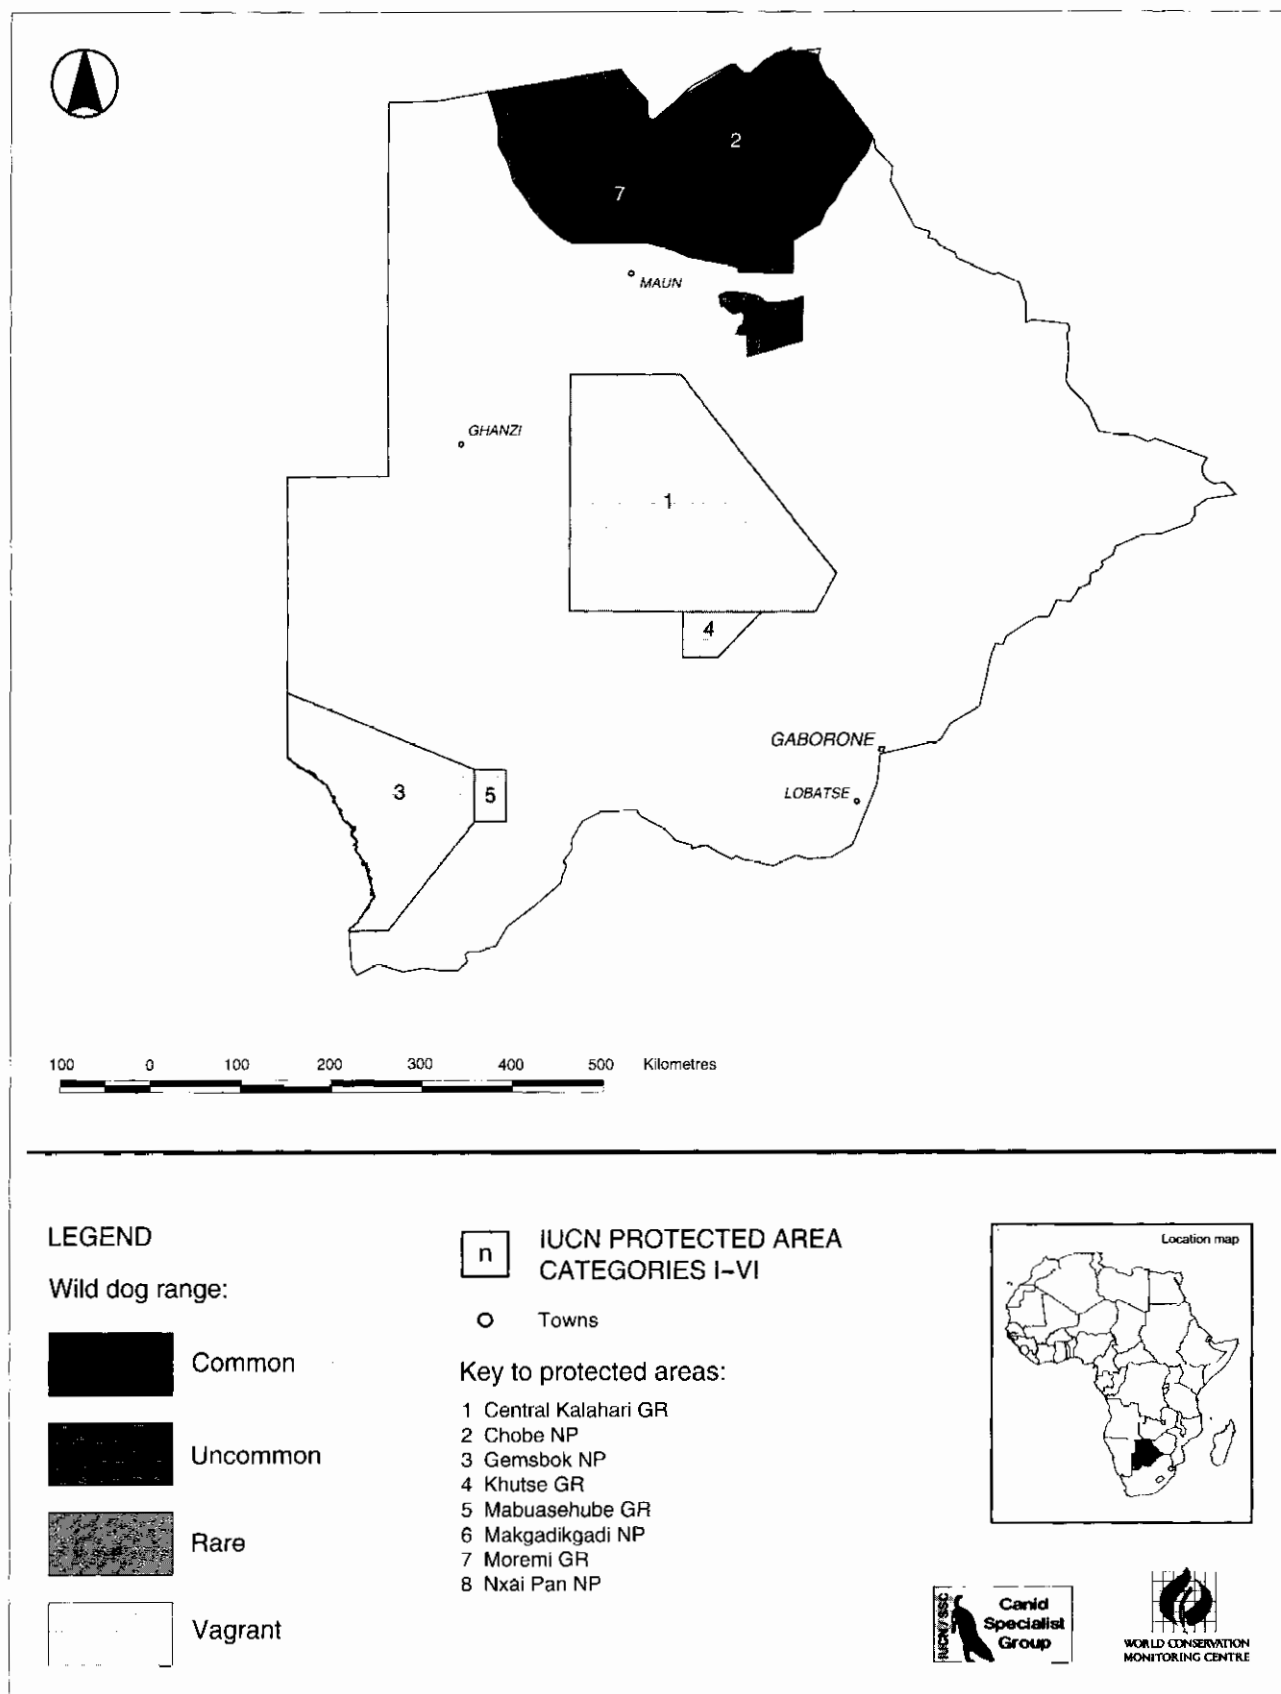 2
7
MAUN
GHANZI
1
4
GABORONE
3
5
LOBATSE
100 0 100 200 300 400 500 Kilometres
LEGEND
Wild dog range:
Common
Uncommon
Rare
Vagrant
n
IUCN PROTECTED AREA
CATEGORIES I-VI
Towns
Key to protected areas:
1 Central Kalahari GR
2 Chobe NP
3 Gemsbok NP
4 Khutse GR
5 Mabuasehube GR
6 Makgadikgadi NP
7 Moremi GR
8 Nxai Pan NP
Location map
IUCN/SSC
Canid
Specialist
Group
WORLD CONSERVATION
MONITORING CENTRE